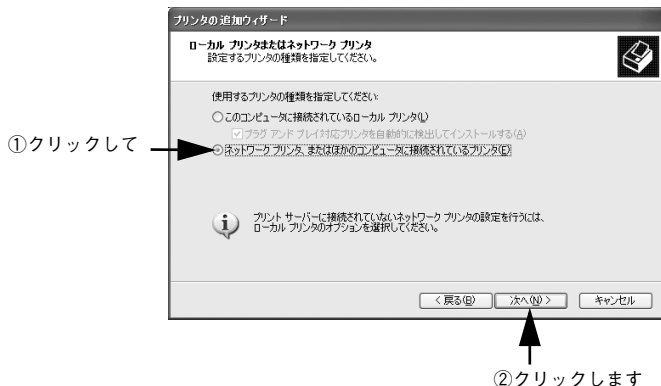 プリンタの追加ウィザード
ローカル プリンタまたはネットワーク プリンタ
設定するプリンタの種類を指定してください。
使用するプリンタの種類を指定してください:
このコンピュータに接続されているローカル プリンタ(L)
プラグ アンド プレイ対応プリンタを自動的に検出してインストールする(A)
①クリックして
ネットワーク プリンタ、またはほかのコンピュータに接続されているプリンタ(E)
プリント サーバーに接続されていないネットワーク プリンタの設定を行うには、
ローカル プリンタのオプションを選択してください。
< 戻る(B) 次へ(N) > キャンセル
②クリックします